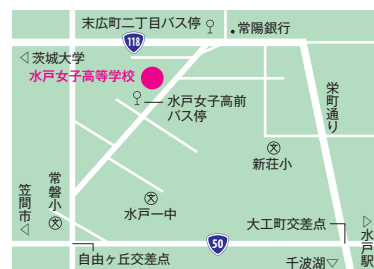 末広町二丁目バス停
・常陽銀行
118
◁茨城大学
水戸女子高等学校
水戸女子高前
バス停
栄町通り
文
新荘小
常磐小
文
笠間市
◁
文
水戸一中
大工町交差点
▷水戸駅
50
自由ヶ丘交差点
千波湖▽